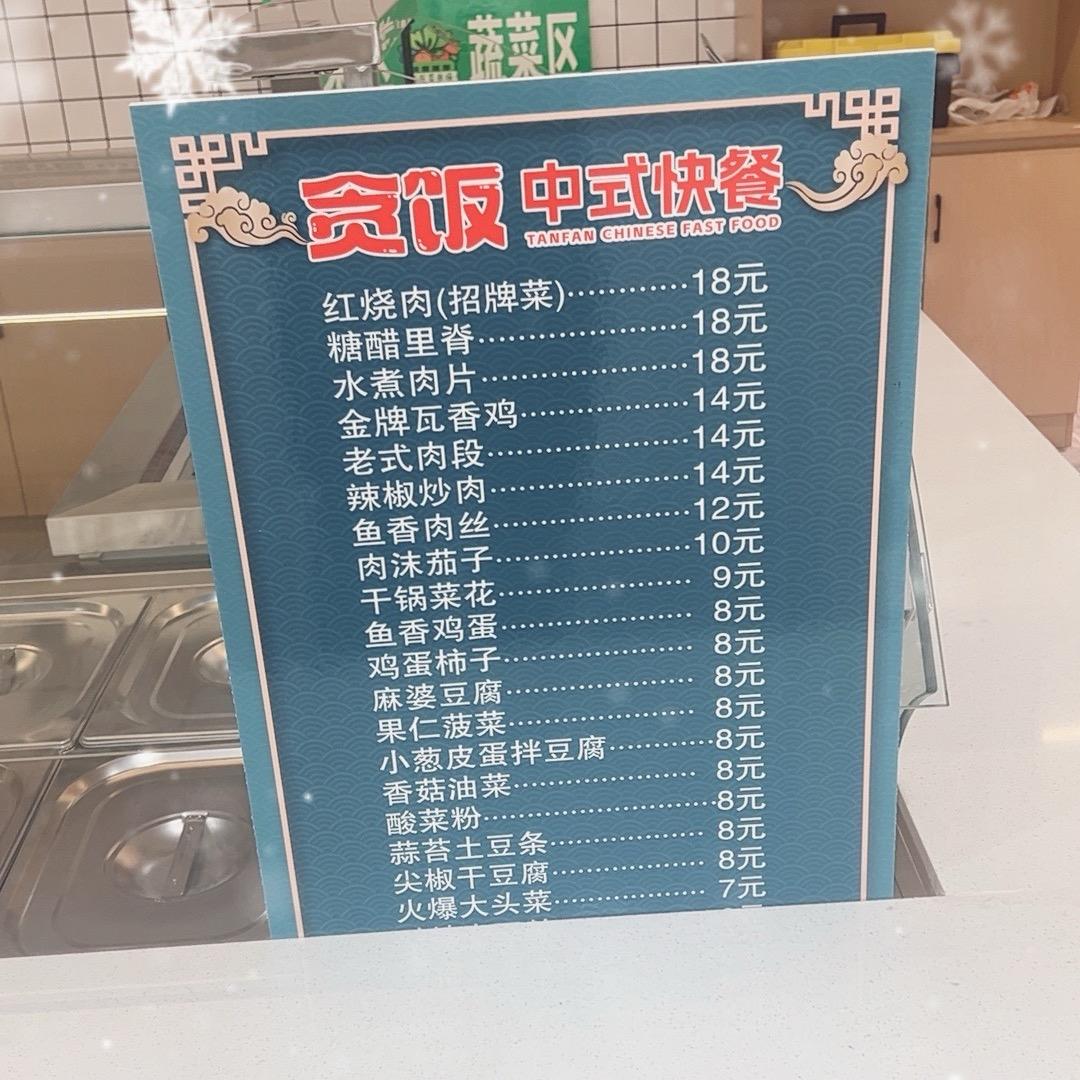 蔬菜区
贪饭 中式快餐
TANFAN CHINESE FAST FOOD
红烧肉(招牌菜)············18元
糖醋里脊·····················18元
水煮肉片·····················18元
金牌瓦香鸡·················14元
老式肉段·····················14元
辣椒炒肉·····················14元
鱼香肉丝·····················12元
肉沫茄子·····················10元
干锅菜花····················· 9元
鱼香鸡蛋····················· 8元
鸡蛋柿子····················· 8元
麻婆豆腐····················· 8元
果仁菠菜····················· 8元
小葱皮蛋拌豆腐············8元
香菇油菜····················· 8元
酸菜粉·························8元
蒜苔土豆条·················· 8元
尖椒干豆腐·················· 8元
火爆大头菜·················· 7元